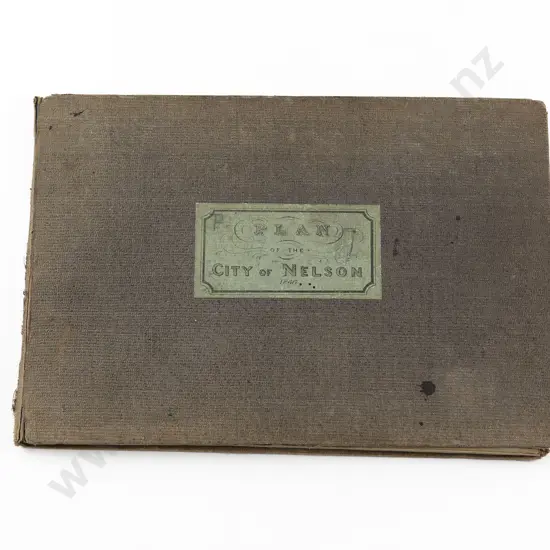 PLAN
OF THE
CITY OF NELSON